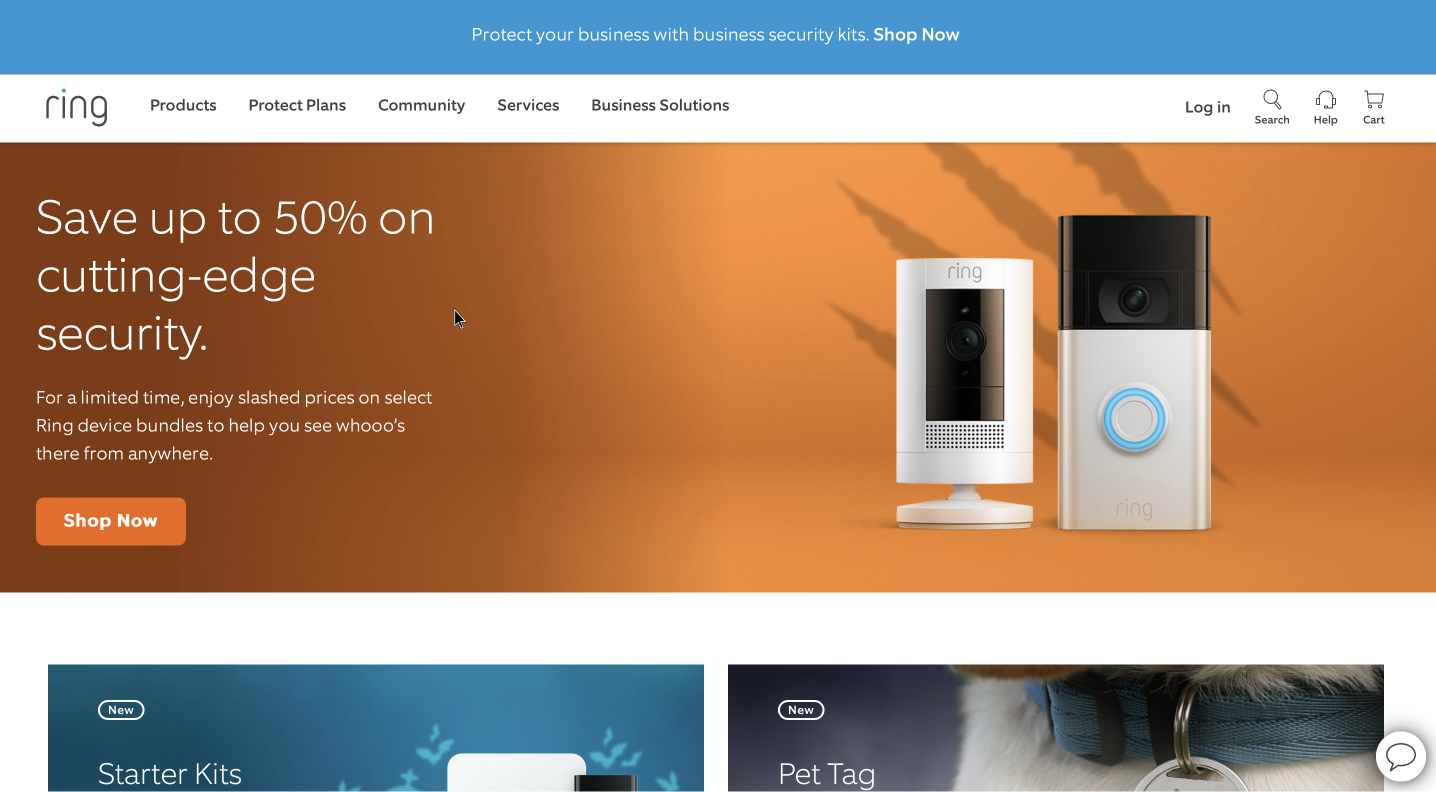 Protect your business with business security kits. Shop Now
ring
Products
Protect Plans
Community
Services
Business Solutions
Log in
Search
Help
Cart
Save up to 50% on
cutting-edge
security.
For a limited time, enjoy slashed prices on select
Ring device bundles to help you see whooo’s
there from anywhere.
Shop Now
ring
ring
New
Starter Kits
New
Pet Tag